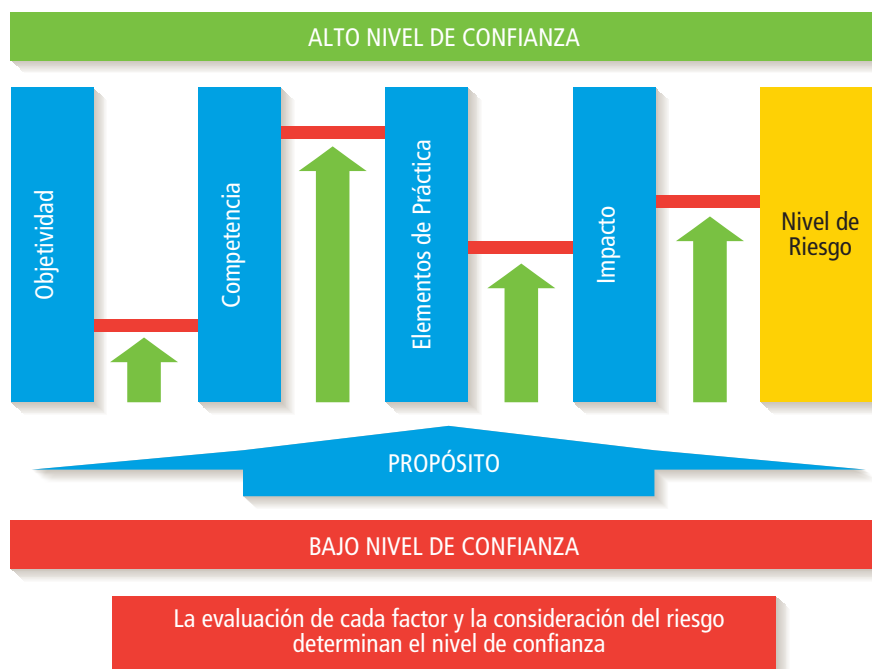 ALTO NIVEL DE CONFIANZA
Objetividad
Competencia
Elementos de Práctica
Impacto
Nivel de
Riesgo
PROPÓSITO
BAJO NIVEL DE CONFIANZA
La evaluación de cada factor y la consideración del riesgo
determinan el nivel de confianza